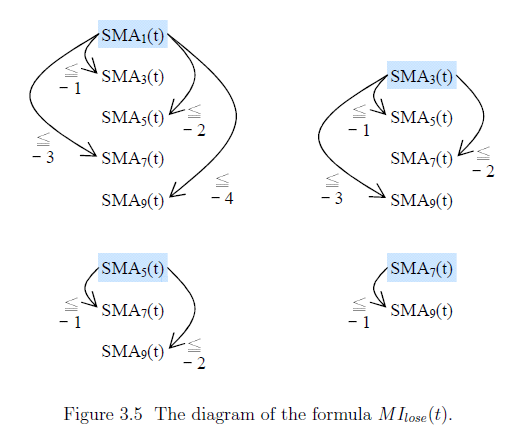 SMA₁(t)
SMA₃(t)
≦
− 1
SMA₅(t)
≦
− 2
≦
− 3
SMA₇(t)
≦
− 4
SMA₉(t)
SMA₃(t)
SMA₅(t)
≦
− 1
SMA₇(t)
≦
− 2
≦
− 3
SMA₉(t)
SMA₅(t)
SMA₇(t)
≦
− 1
SMA₉(t)
≦
− 2
SMA₇(t)
SMA₉(t)
≦
− 1
Figure 3.5 The diagram of the formula MIlose(t).